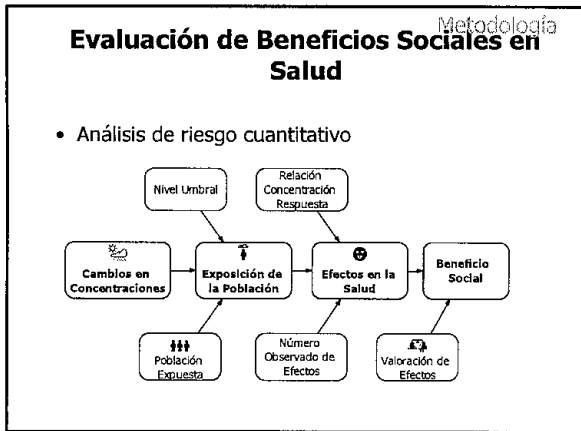 Metodología
Evaluación de Beneficios Sociales en
Salud
• Análisis de riesgo cuantitativo
Nivel Umbral
Relación
Concentración
Respuesta
Cambios en
Concentraciones
Exposición de
la Población
Efectos en la
Salud
Beneficio
Social
Población
Expuesta
Número
Observado de
Efectos
Valoración de
Efectos